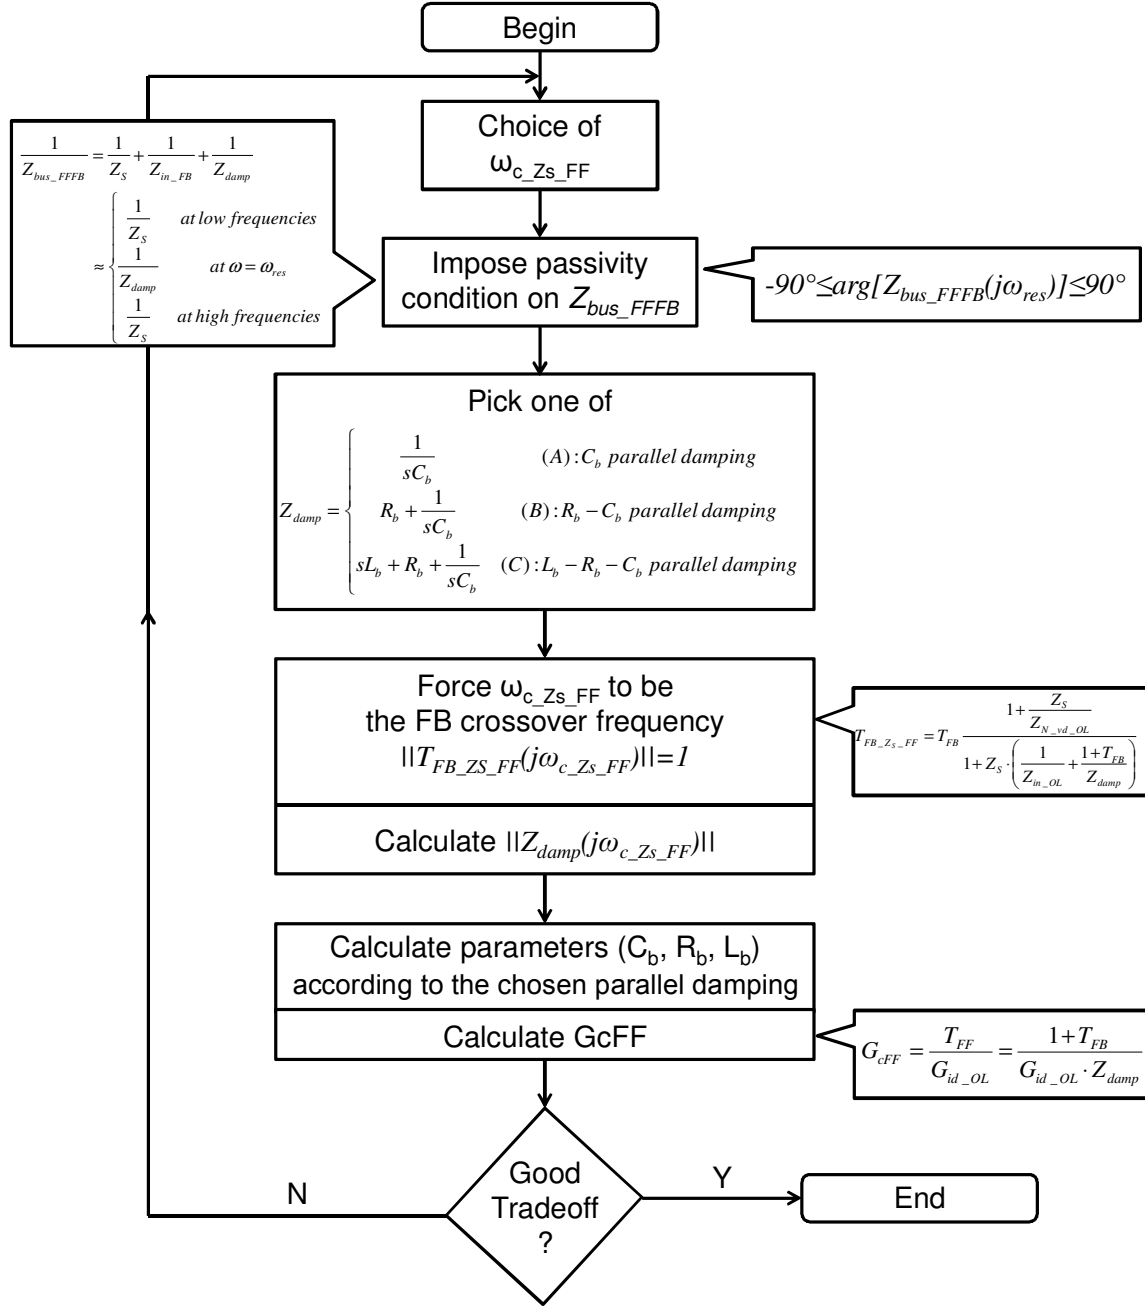 Begin
Choice of
ω_c_Zs_FF
1/Z_bus_FFFB = 1/Z_S + 1/Z_in_FB + 1/Z_damp
≈ { 1/Z_S at low frequencies
1/Z_damp at ω = ω_res
1/Z_S at high frequencies
Impose passivity
condition on Z_bus_FFFB
-90°≤arg[Z_bus_FFFB(jω_res)]≤90°
Pick one of
Z_damp = { 1/sC_b (A): C_b parallel damping
R_b + 1/sC_b (B): R_b – C_b parallel damping
sL_b + R_b + 1/sC_b (C): L_b – R_b – C_b parallel damping
Force ω_c_Zs_FF to be
the FB crossover frequency
||T_FB_ZS_FF(jω_c_Zs_FF)||=1
T_FB_Z_S_FF = T_FB (1 + Z_S/Z_N_vd_OL) / (1 + Z_S · (1/Z_in_OL + (1+T_FB)/Z_damp))
Calculate ||Z_damp(jω_c_Zs_FF)||
Calculate parameters (C_b, R_b, L_b)
according to the chosen parallel damping
Calculate GcFF
G_cFF = T_FF/G_id_OL = (1+T_FB)/(G_id_OL · Z_damp)
Good
Tradeoff
?
N
Y
End